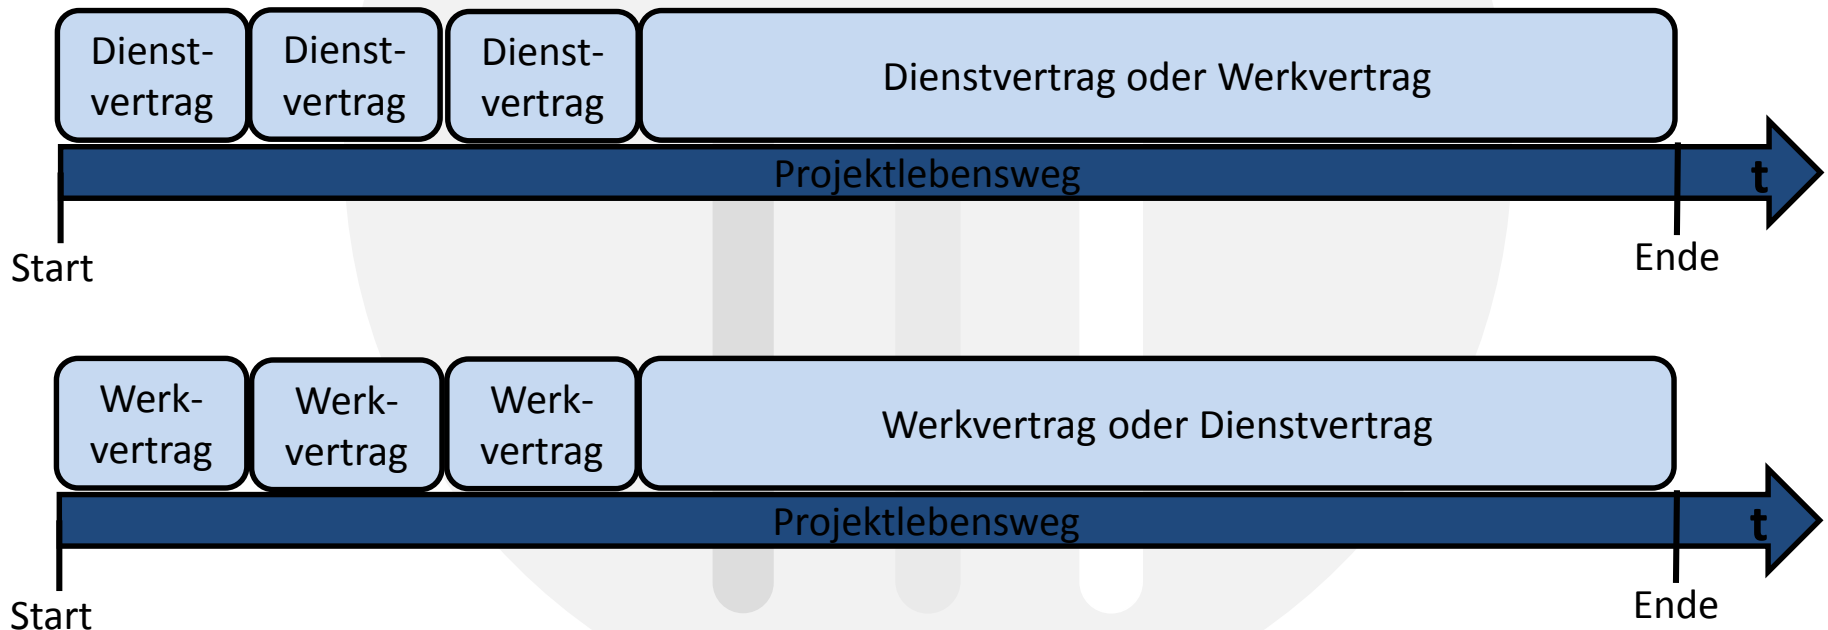 Dienst-
vertrag
Dienst-
vertrag
Dienst-
vertrag
Dienstvertrag oder Werkvertrag
Projektlebensweg
t
Start
Ende
Werk-
vertrag
Werk-
vertrag
Werk-
vertrag
Werkvertrag oder Dienstvertrag
Projektlebensweg
t
Start
Ende